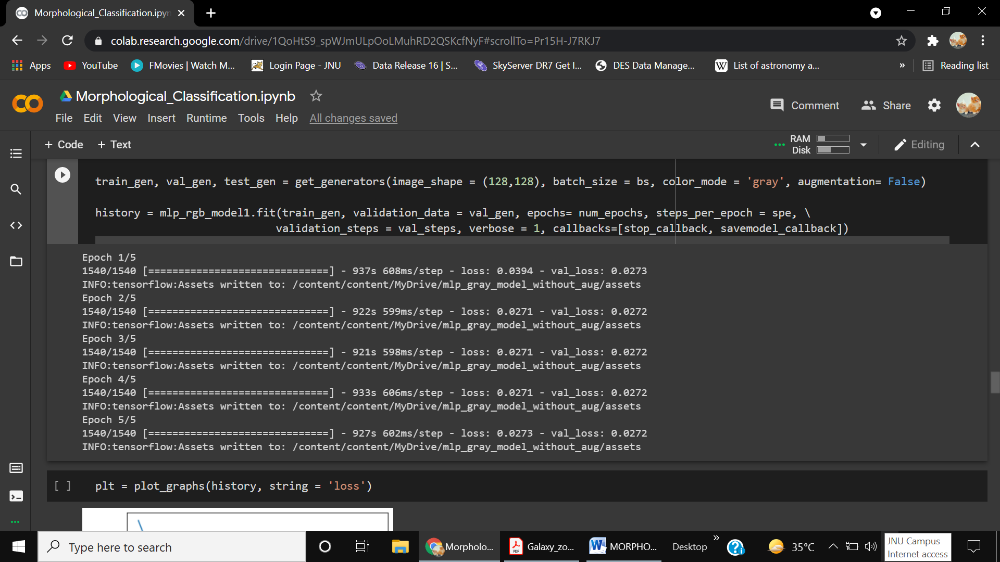 Morphological_Classification.ipyn
colab.research.google.com/drive/1QoHtS9_spWJmULpOoLMuhRD2QSKcfNyF#scrollTo=Pr15H-J7RKJ7
Apps YouTube FMovies | Watch M... Login Page - JNU Data Release 16 | S... SkyServer DR7 Get I... DES Data Manage... W List of astronomy a... » Reading list
Morphological_Classification.ipynb
Comment Share
File Edit View Insert Runtime Tools Help All changes saved
+ Code + Text
RAM
Disk
Editing
train_gen, val_gen, test_gen = get_generators(image_shape = (128,128), batch_size = bs, color_mode = 'gray', augmentation= False)
history = mlp_rgb_model1.fit(train_gen, validation_data = val_gen, epochs= num_epochs, steps_per_epoch = spe, \
validation_steps = val_steps, verbose = 1, callbacks=[stop_callback, savemodel_callback])
Epoch 1/5
1540/1540 [==============================] - 937s 608ms/step - loss: 0.0394 - val_loss: 0.0273
INFO:tensorflow:Assets written to: /content/content/MyDrive/mlp_gray_model_without_aug/assets
Epoch 2/5
1540/1540 [==============================] - 922s 599ms/step - loss: 0.0271 - val_loss: 0.0272
INFO:tensorflow:Assets written to: /content/content/MyDrive/mlp_gray_model_without_aug/assets
Epoch 3/5
1540/1540 [==============================] - 921s 598ms/step - loss: 0.0271 - val_loss: 0.0272
INFO:tensorflow:Assets written to: /content/content/MyDrive/mlp_gray_model_without_aug/assets
Epoch 4/5
1540/1540 [==============================] - 933s 606ms/step - loss: 0.0271 - val_loss: 0.0272
INFO:tensorflow:Assets written to: /content/content/MyDrive/mlp_gray_model_without_aug/assets
Epoch 5/5
1540/1540 [==============================] - 927s 602ms/step - loss: 0.0273 - val_loss: 0.0272
INFO:tensorflow:Assets written to: /content/content/MyDrive/mlp_gray_model_without_aug/assets
[ ] plt = plot_graphs(history, string = 'loss')
Type here to search
Morpholo... Galaxy_zo... MORPHO... Desktop » 35°C
JNU Campus
Internet access